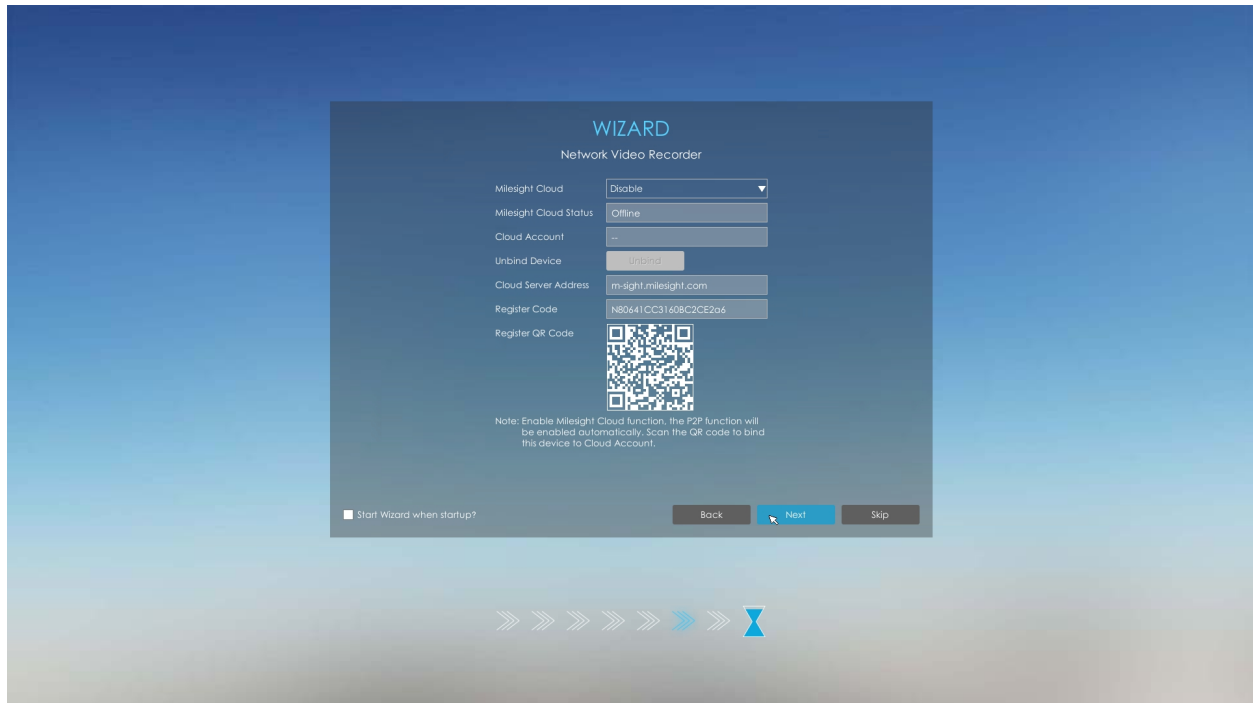 WIZARD
Network Video Recorder
Milesight Cloud Disable
Milesight Cloud Status Offline
Cloud Account --
Unbind Device Unbind
Cloud Server Address m-sight.milesight.com
Register Code N80641CC3160BC2CE2a6
Register QR Code
Note: Enable Milesight Cloud function, the P2P function will
be enabled automatically. Scan the QR code to bind
this device to Cloud Account.
Start Wizard when startup? Back Next Skip